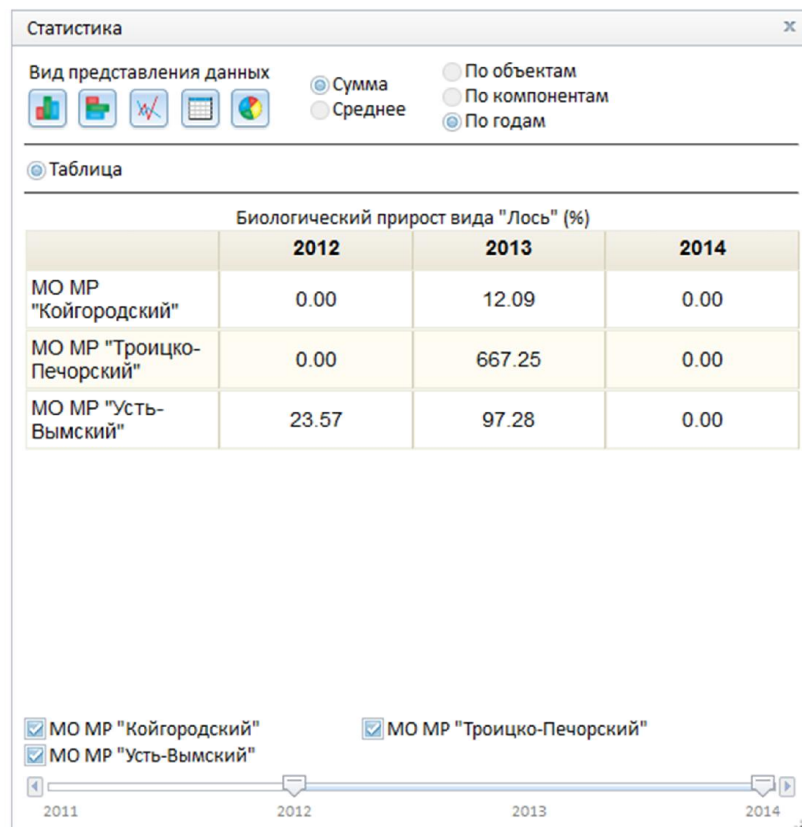 Статистика
x
Вид представления данных
Сумма
Среднее
По объектам
По компонентам
По годам
Таблица
Биологический прирост вида "Лось" (%)
2012 2013 2014
МО МР
"Койгородский" 0.00 12.09 0.00
МО МР "Троицко-
Печорский" 0.00 667.25 0.00
МО МР "Усть-
Вымский" 23.57 97.28 0.00
МО МР "Койгородский" МО МР "Троицко-Печорский"
МО МР "Усть-Вымский"
2011 2012 2013 2014